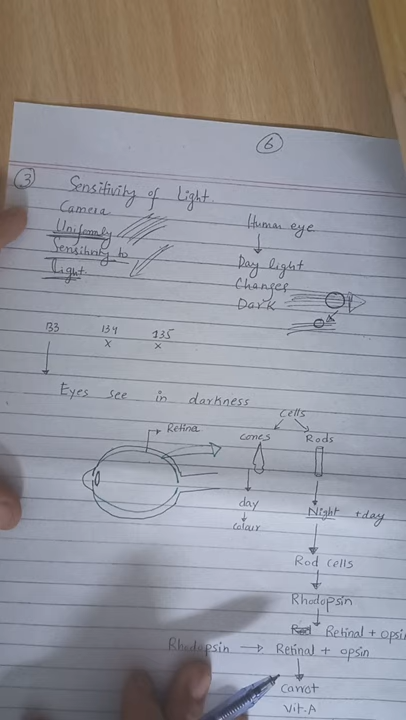 6
3 Sensitivity of Light.
Camera
Uniformly
Sensitivity to
Light.
Human eye
Day light
Changes
Dark
133 134 135
x x
Eyes see in darkness
Cells
Retina
cones Rods
day
colour
Night + day
Rod Cells
Rhodopsin
Retinal + opsin
Rhodopsin → Retinal + opsin
Carrot
Vit.A